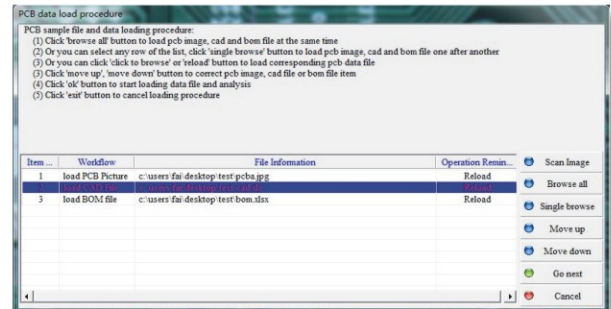 PCB data load procedure
PCB sample file and data loading procedure:
(1) Click 'browse all' button to load pcb image, cad and bom file at the same time
(2) Or you can select any row of the list, click 'single browse' button to load pcb image, cad and bom file one after another
(3) Or you can click 'click to browse' or 'reload' button to load corresponding pcb data file
(3) Click 'move up', 'move down' button to correct pcb image, cad file or bom file item
(4) Click 'ok' button to start loading data file and analysis
(5) Click 'exit' button to cancel loading procedure
Item ... Workflow File Information Operation Remin...
1 load PCB Picture c:\users\fai\desktop\test\pcba.jpg Reload
2 load CAD file c:\users\fai\desktop\test\ Reload
3 load BOM file c:\users\fai\desktop\test\bom.xlsx Reload
Scan Image
Browse all
Single browse
Move up
Move down
Go next
Cancel